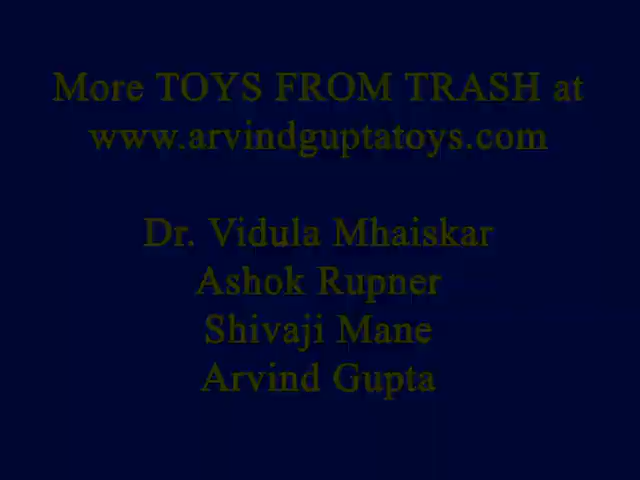 More TOYS FROM TRASH at
www.arvindguptatoys.com
Dr. Vidula Mhaiskar
Ashok Rupner
Shivaji Mane
Arvind Gupta